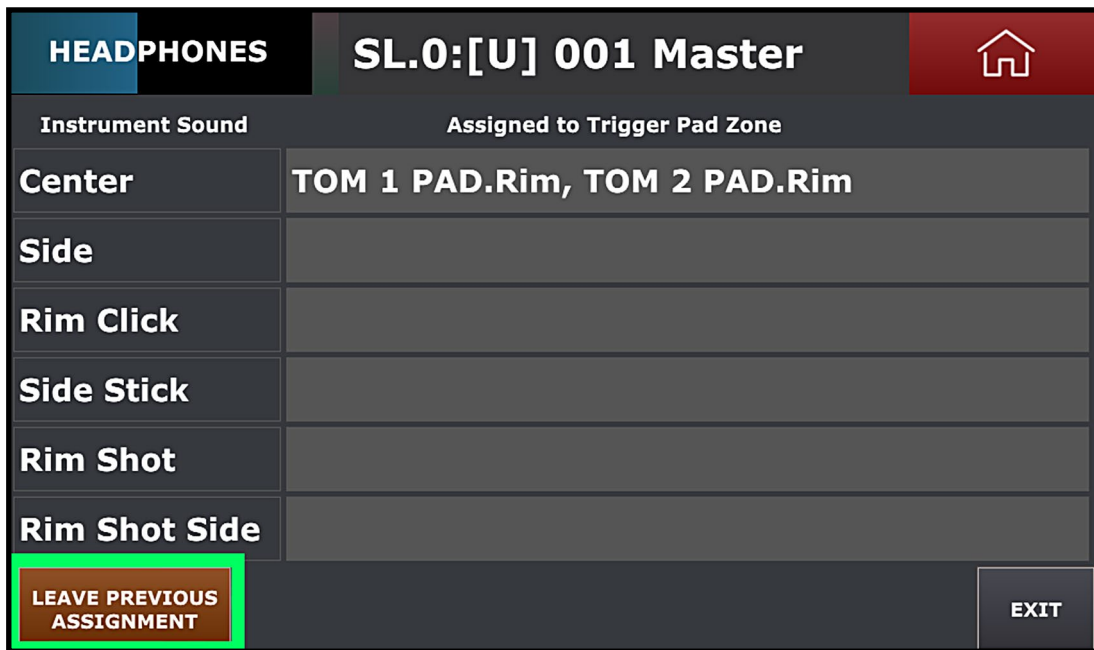 HEADPHONES
SL.0:[U] 001 Master
Instrument Sound
Assigned to Trigger Pad Zone
Center
TOM 1 PAD.Rim, TOM 2 PAD.Rim
Side
Rim Click
Side Stick
Rim Shot
Rim Shot Side
LEAVE PREVIOUS
ASSIGNMENT
EXIT